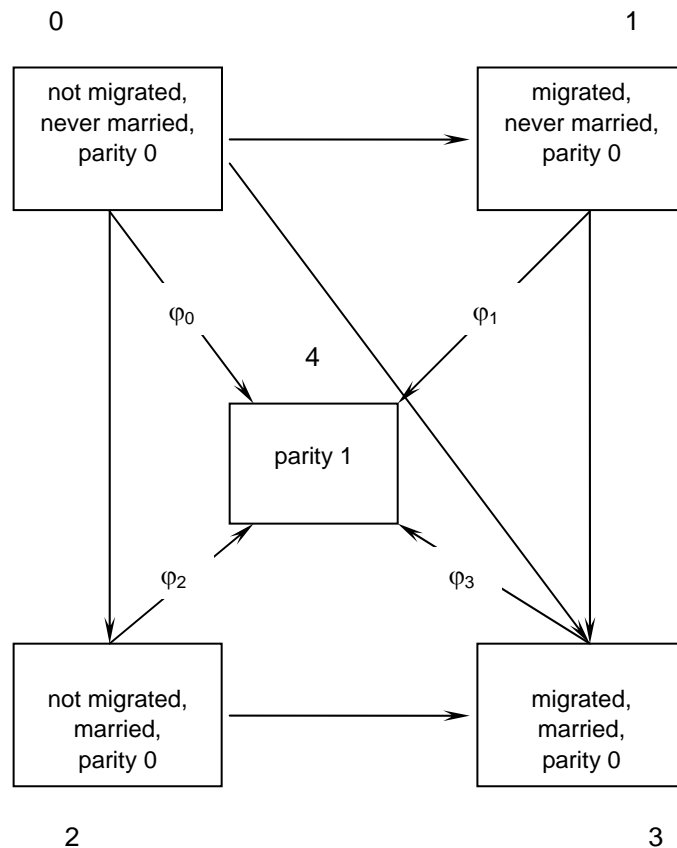 0
1
not migrated,
never married,
parity 0
migrated,
never married,
parity 0
φ0
φ1
4
parity 1
φ2
φ3
not migrated,
married,
parity 0
migrated,
married,
parity 0
2
3